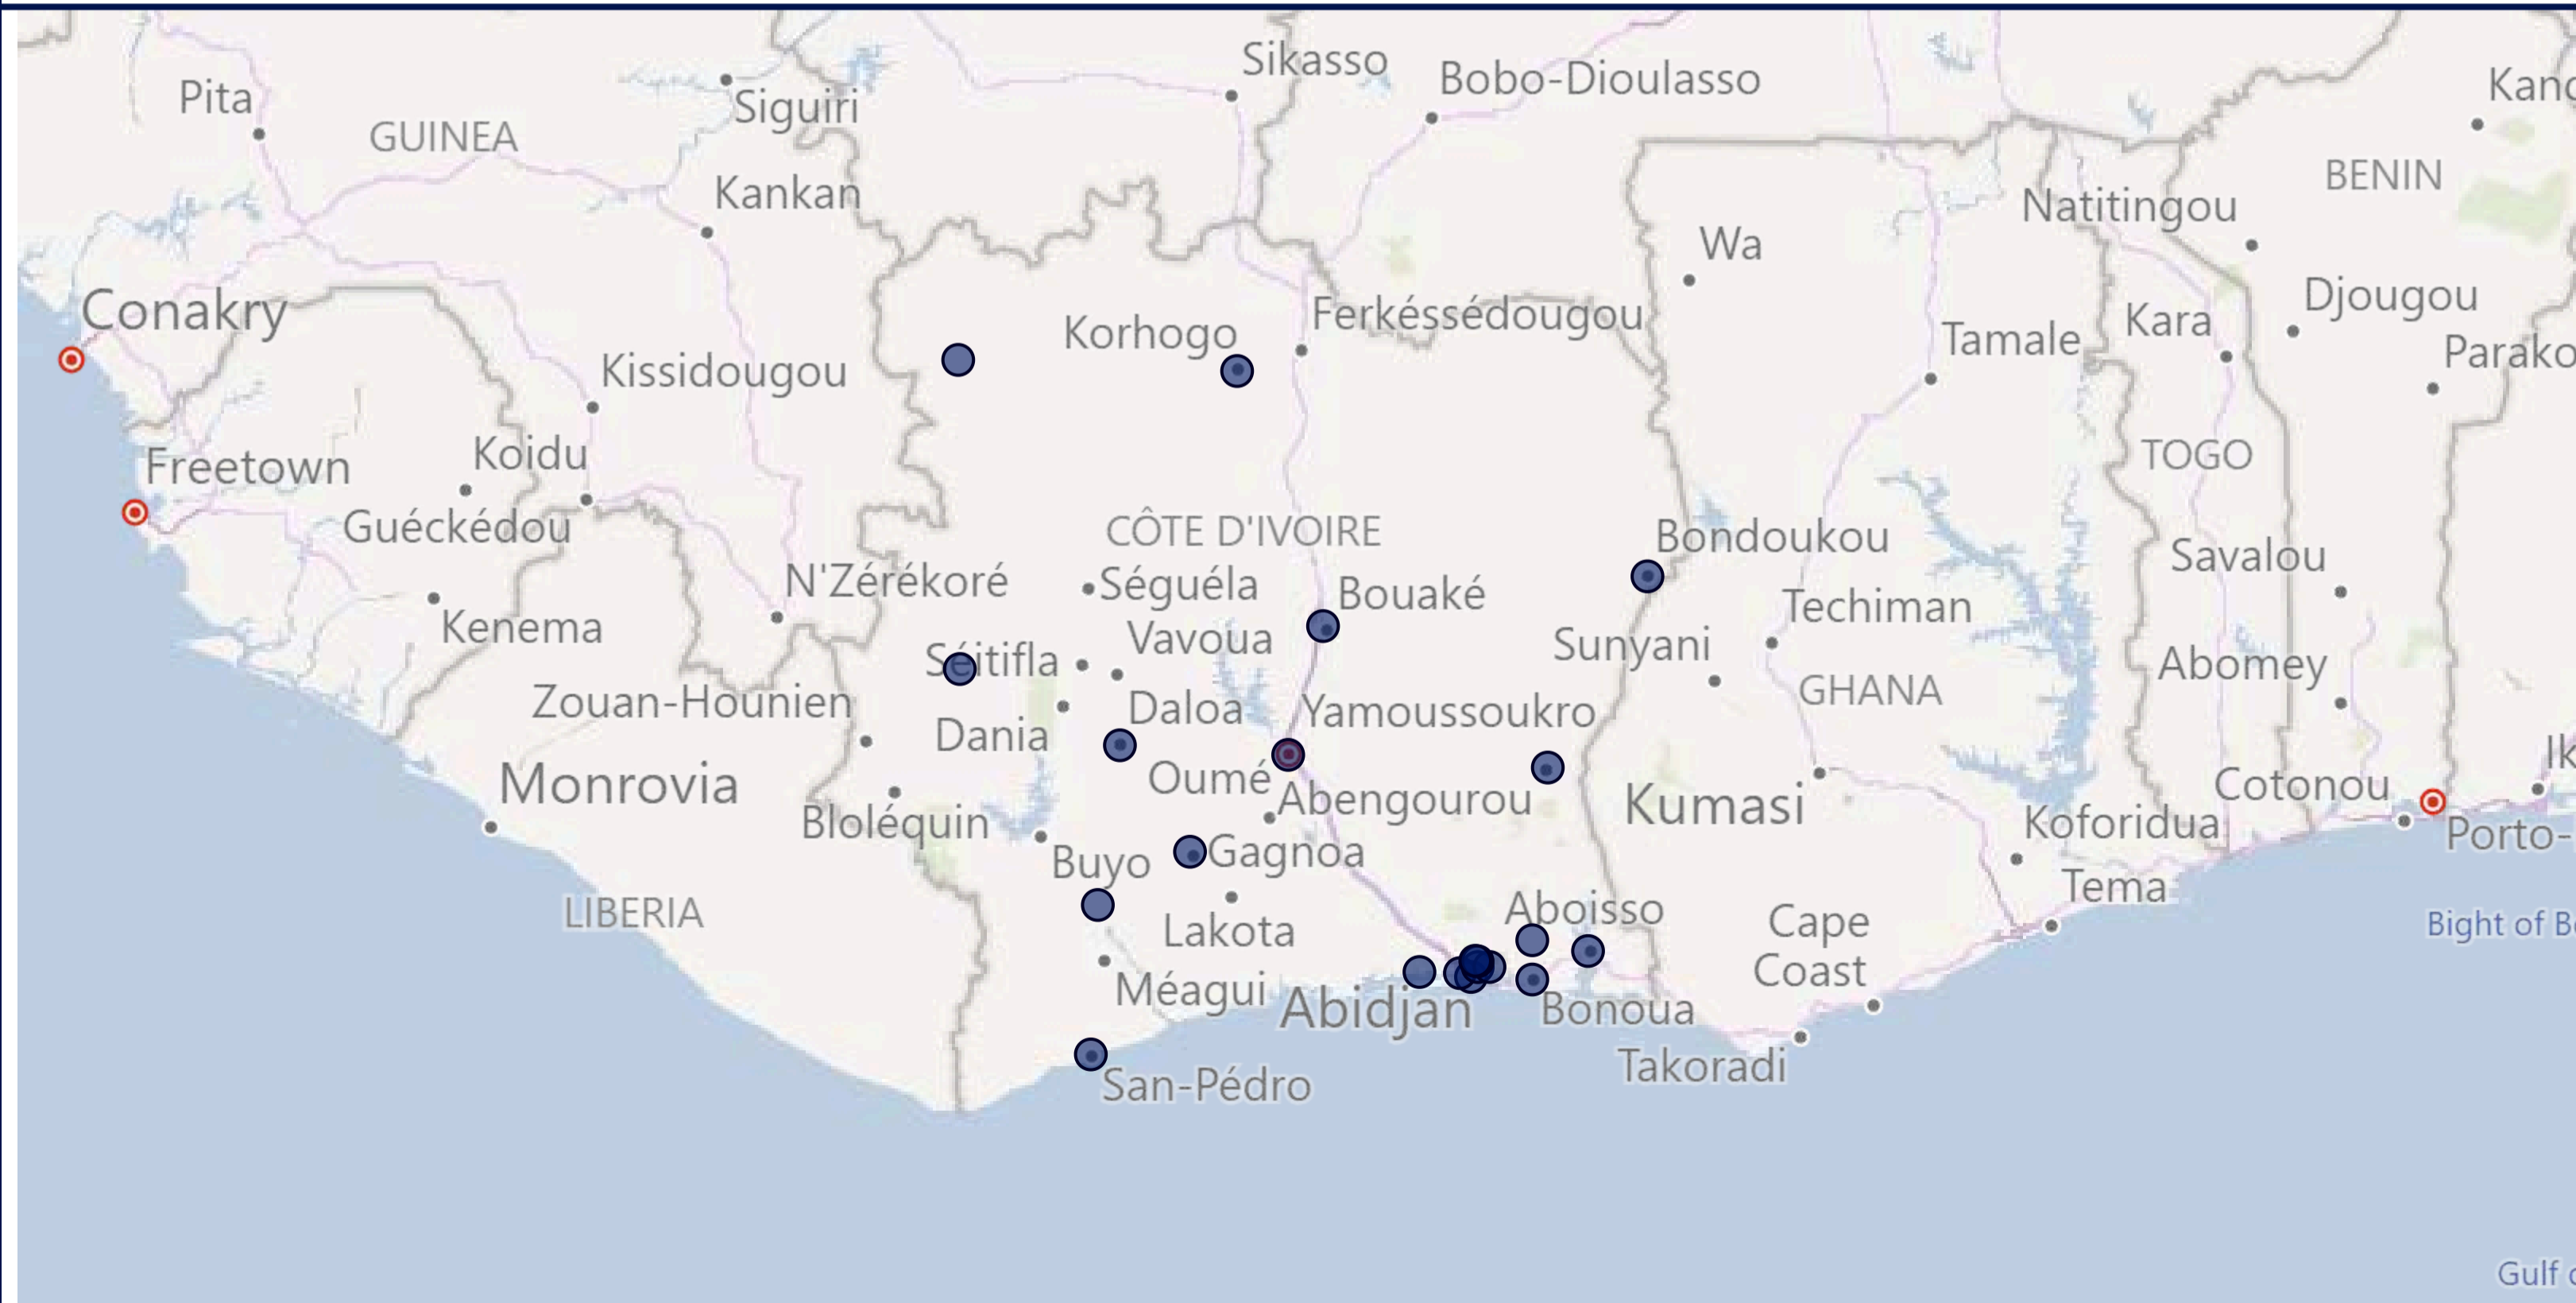 Sikasso
Bobo-Dioulasso
Pita
Siguiri
GUINEA
Kankan
BENIN
Natitingou
Wa
Conakry
Korhogo
Ferkéssédougou
Djougou
Kara
Tamale
Kissidougou
Freetown
Koidu
TOGO
Guéckédou
CÔTE D'IVOIRE
Bondoukou
Savalou
N'Zérékoré
Séguéla
Bouaké
Techiman
Kenema
Vavoua
Sunyani
Séitifla
Abomey
Zouan-Hounien
Daloa
Yamoussoukro
GHANA
Dania
Oumé
Monrovia
Abengourou
Kumasi
Cotonou
Bloléquin
Koforidua
Porto-
Buyo
Gagnoa
Tema
LIBERIA
Lakota
Aboisso
Cape
Coast
Bight of B
Méagui
Abidjan
Bonoua
Takoradi
San-Pédro
Gulf